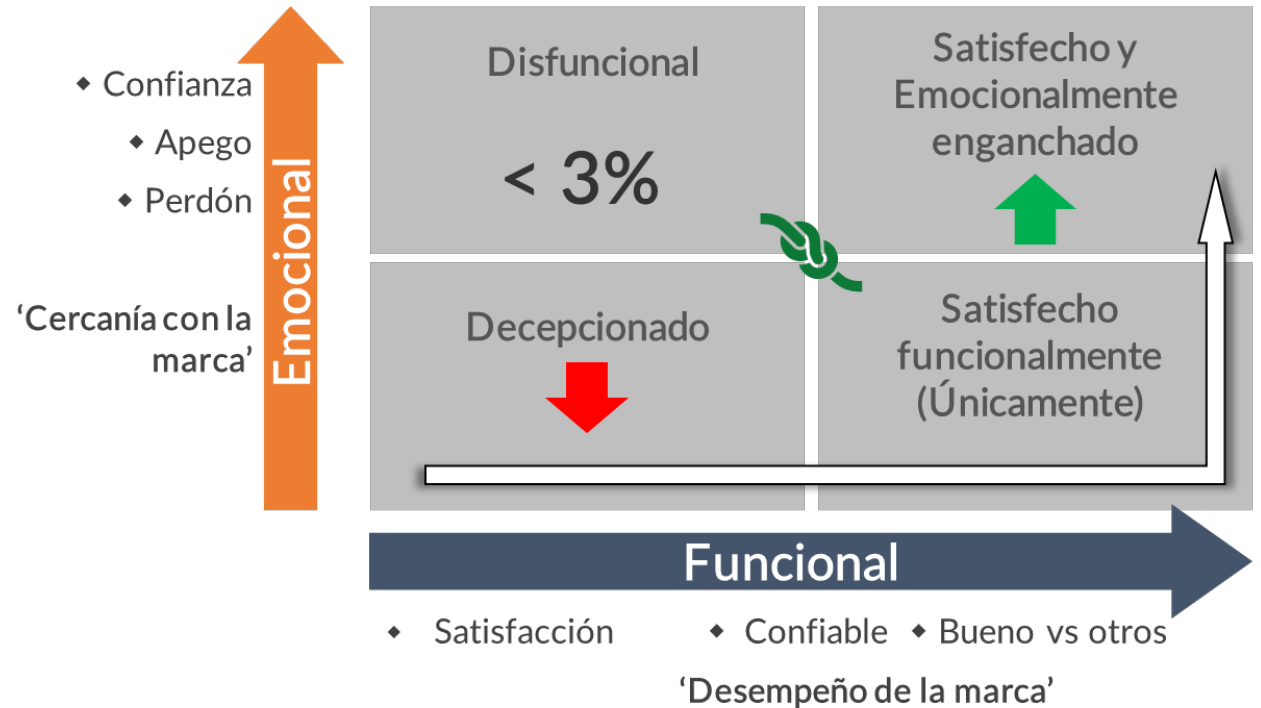 ◆ Confianza
◆ Apego
◆ Perdón
‘Cercanía con la
marca’
Emocional
Disfuncional
< 3%
Satisfecho y
Emocionalmente
enganchado
Decepcionado
Satisfecho
funcionalmente
(Únicamente)
Funcional
◆ Satisfacción ◆ Confiable ◆ Bueno vs otros
‘Desempeño de la marca’